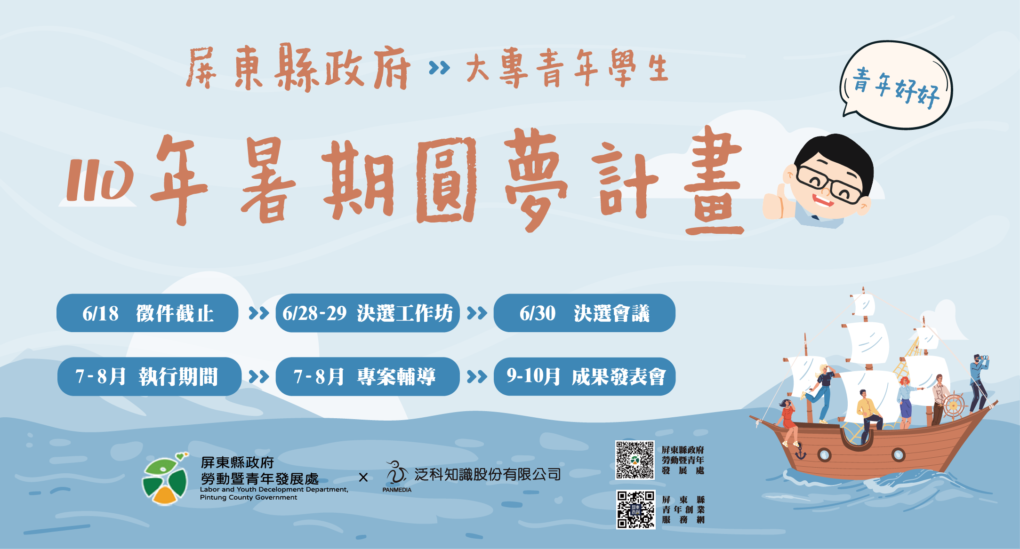 屏東縣政府 >> 大專青年學生
青年好好
110年暑期圓夢計畫
6/18 徵件截止 >> 6/28-29 決選工作坊 >> 6/30 決選會議
7-8月 執行期間 >> 7-8月 專案輔導 >> 9-10月 成果發表會
屏東縣政府
勞動暨青年發展處
Labor and Youth Decelopment Department,
Pintung County Government
x
PANMEDIA
泛科知識股份有限公司
屏東縣政府
勞動暨青年
發展處
屏東縣
青年創業
服務網